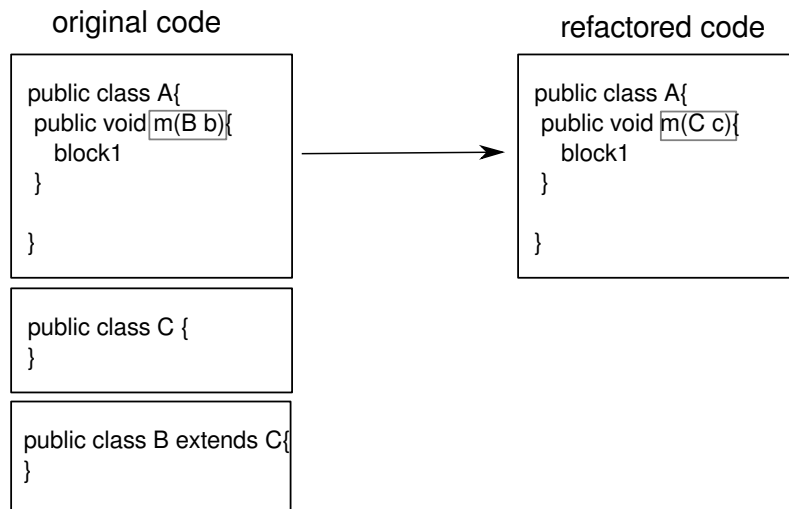 original code
public class A{
public void m(B b){
block1
}
}
public class C {
}
public class B extends C{
}
refactored code
public class A{
public void m(C c){
block1
}
}